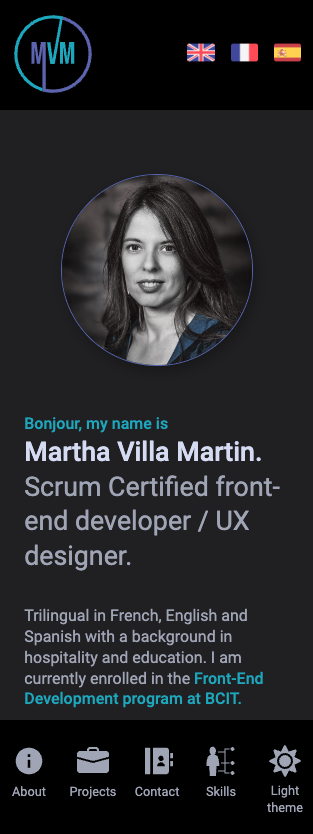 MVM
Bonjour, my name is
Martha Villa Martin.
Scrum Certified front-
end developer / UX
designer.
Trilingual in French, English and
Spanish with a background in
hospitality and education. I am
currently enrolled in the Front-End
Development program at BCIT.
About
Projects
Contact
Skills
Light
theme